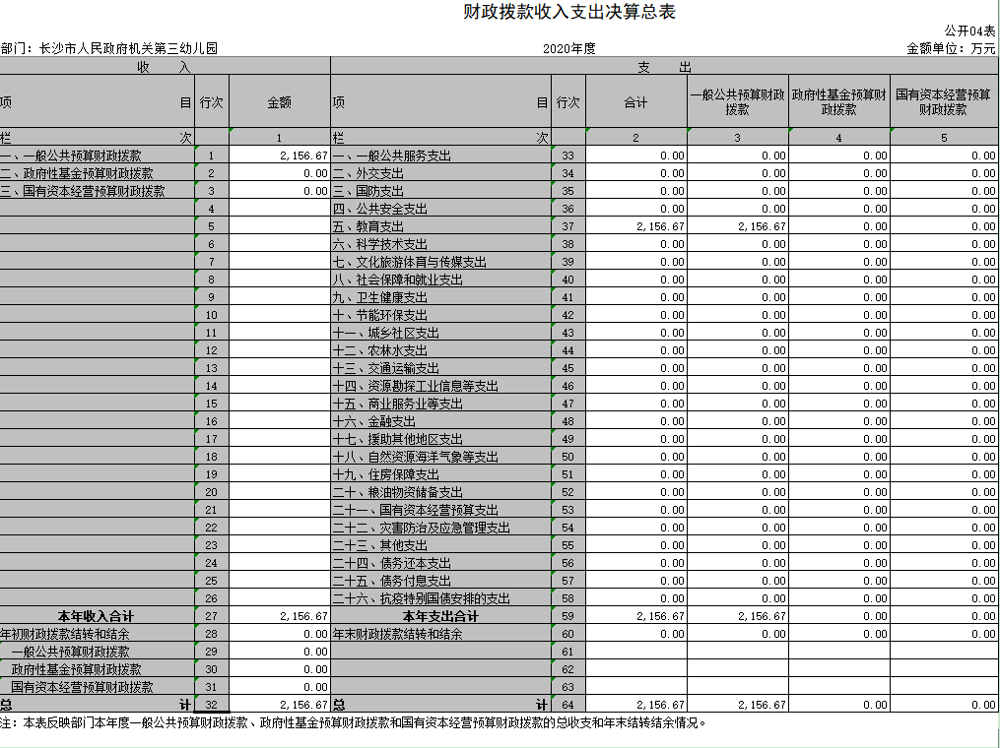 财政拨款收入支出决算总表
公开04表
部门：长沙市人民政府机关第三幼儿园 2020年度 金额单位：万元
收 入 支 出
项 目 行次 金额 项 目 行次 合计 一般公共预算财政拨款 政府性基金预算财政拨款 国有资本经营预算财政拨款
栏 次 1 栏 次 2 3 4 5
一、一般公共预算财政拨款 1 2,156.67 一、一般公共服务支出 33 0.00 0.00 0.00 0.00
二、政府性基金预算财政拨款 2 0.00 二、外交支出 34 0.00 0.00 0.00 0.00
三、国有资本经营预算财政拨款 3 0.00 三、国防支出 35 0.00 0.00 0.00 0.00
4 四、公共安全支出 36 0.00 0.00 0.00 0.00
5 五、教育支出 37 2,156.67 2,156.67 0.00 0.00
6 六、科学技术支出 38 0.00 0.00 0.00 0.00
7 七、文化旅游体育与传媒支出 39 0.00 0.00 0.00 0.00
8 八、社会保障和就业支出 40 0.00 0.00 0.00 0.00
9 九、卫生健康支出 41 0.00 0.00 0.00 0.00
10 十、节能环保支出 42 0.00 0.00 0.00 0.00
11 十一、城乡社区支出 43 0.00 0.00 0.00 0.00
12 十二、农林水支出 44 0.00 0.00 0.00 0.00
13 十三、交通运输支出 45 0.00 0.00 0.00 0.00
14 十四、资源勘探工业信息等支出 46 0.00 0.00 0.00 0.00
15 十五、商业服务业等支出 47 0.00 0.00 0.00 0.00
16 十六、金融支出 48 0.00 0.00 0.00 0.00
17 十七、援助其他地区支出 49 0.00 0.00 0.00 0.00
18 十八、自然资源海洋气象等支出 50 0.00 0.00 0.00 0.00
19 十九、住房保障支出 51 0.00 0.00 0.00 0.00
20 二十、粮油物资储备支出 52 0.00 0.00 0.00 0.00
21 二十一、国有资本经营预算支出 53 0.00 0.00 0.00 0.00
22 二十二、灾害防治及应急管理支出 54 0.00 0.00 0.00 0.00
23 二十三、其他支出 55 0.00 0.00 0.00 0.00
24 二十四、债务还本支出 56 0.00 0.00 0.00 0.00
25 二十五、债务付息支出 57 0.00 0.00 0.00 0.00
26 二十六、抗疫特别国债安排的支出 58 0.00 0.00 0.00 0.00
本年收入合计 27 2,156.67 本年支出合计 59 2,156.67 2,156.67 0.00 0.00
年初财政拨款结转和结余 28 0.00 年末财政拨款结转和结余 60 0.00 0.00 0.00 0.00
一般公共预算财政拨款 29 0.00 61
政府性基金预算财政拨款 30 0.00 62
国有资本经营预算财政拨款 31 0.00 63
总 计 32 2,156.67 总 计 64 2,156.67 2,156.67 0.00 0.00
注：本表反映部门本年度一般公共预算财政拨款、政府性基金预算财政拨款和国有资本经营预算财政拨款的总收支和年末结转结余情况。